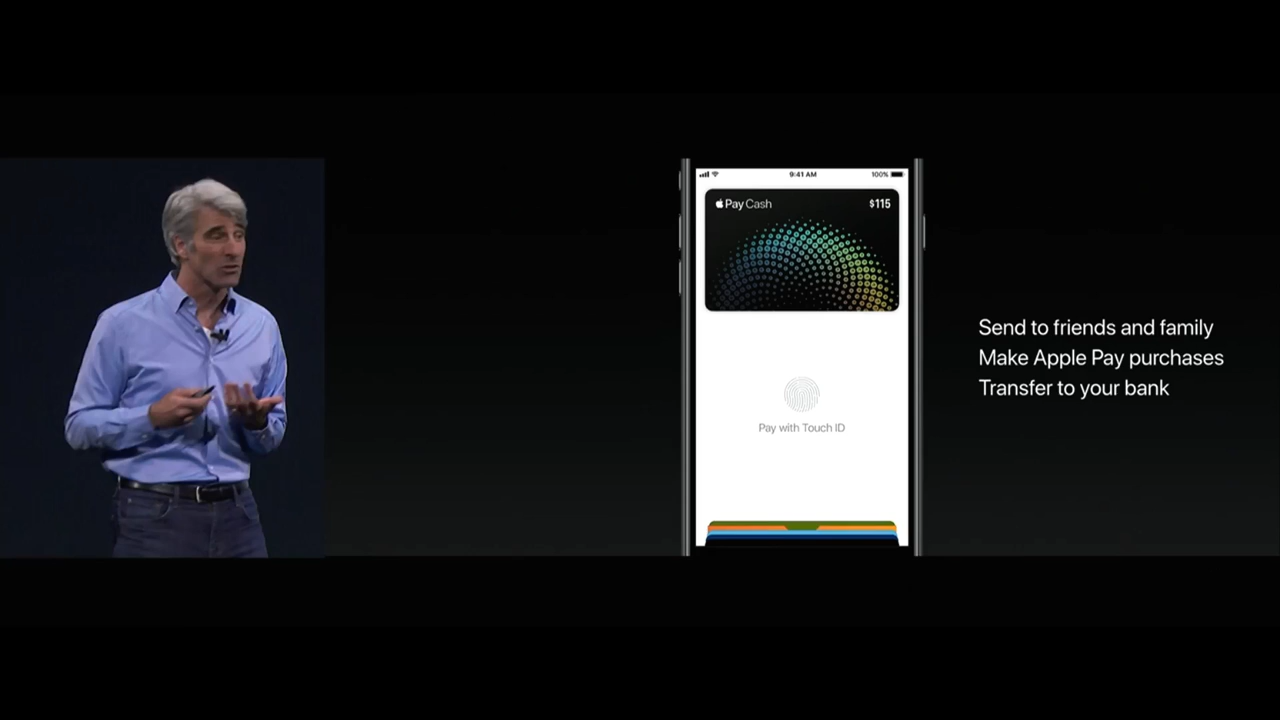 9:41 AM 100%
Pay Cash $115
Pay with Touch ID
Send to friends and family
Make Apple Pay purchases
Transfer to your bank